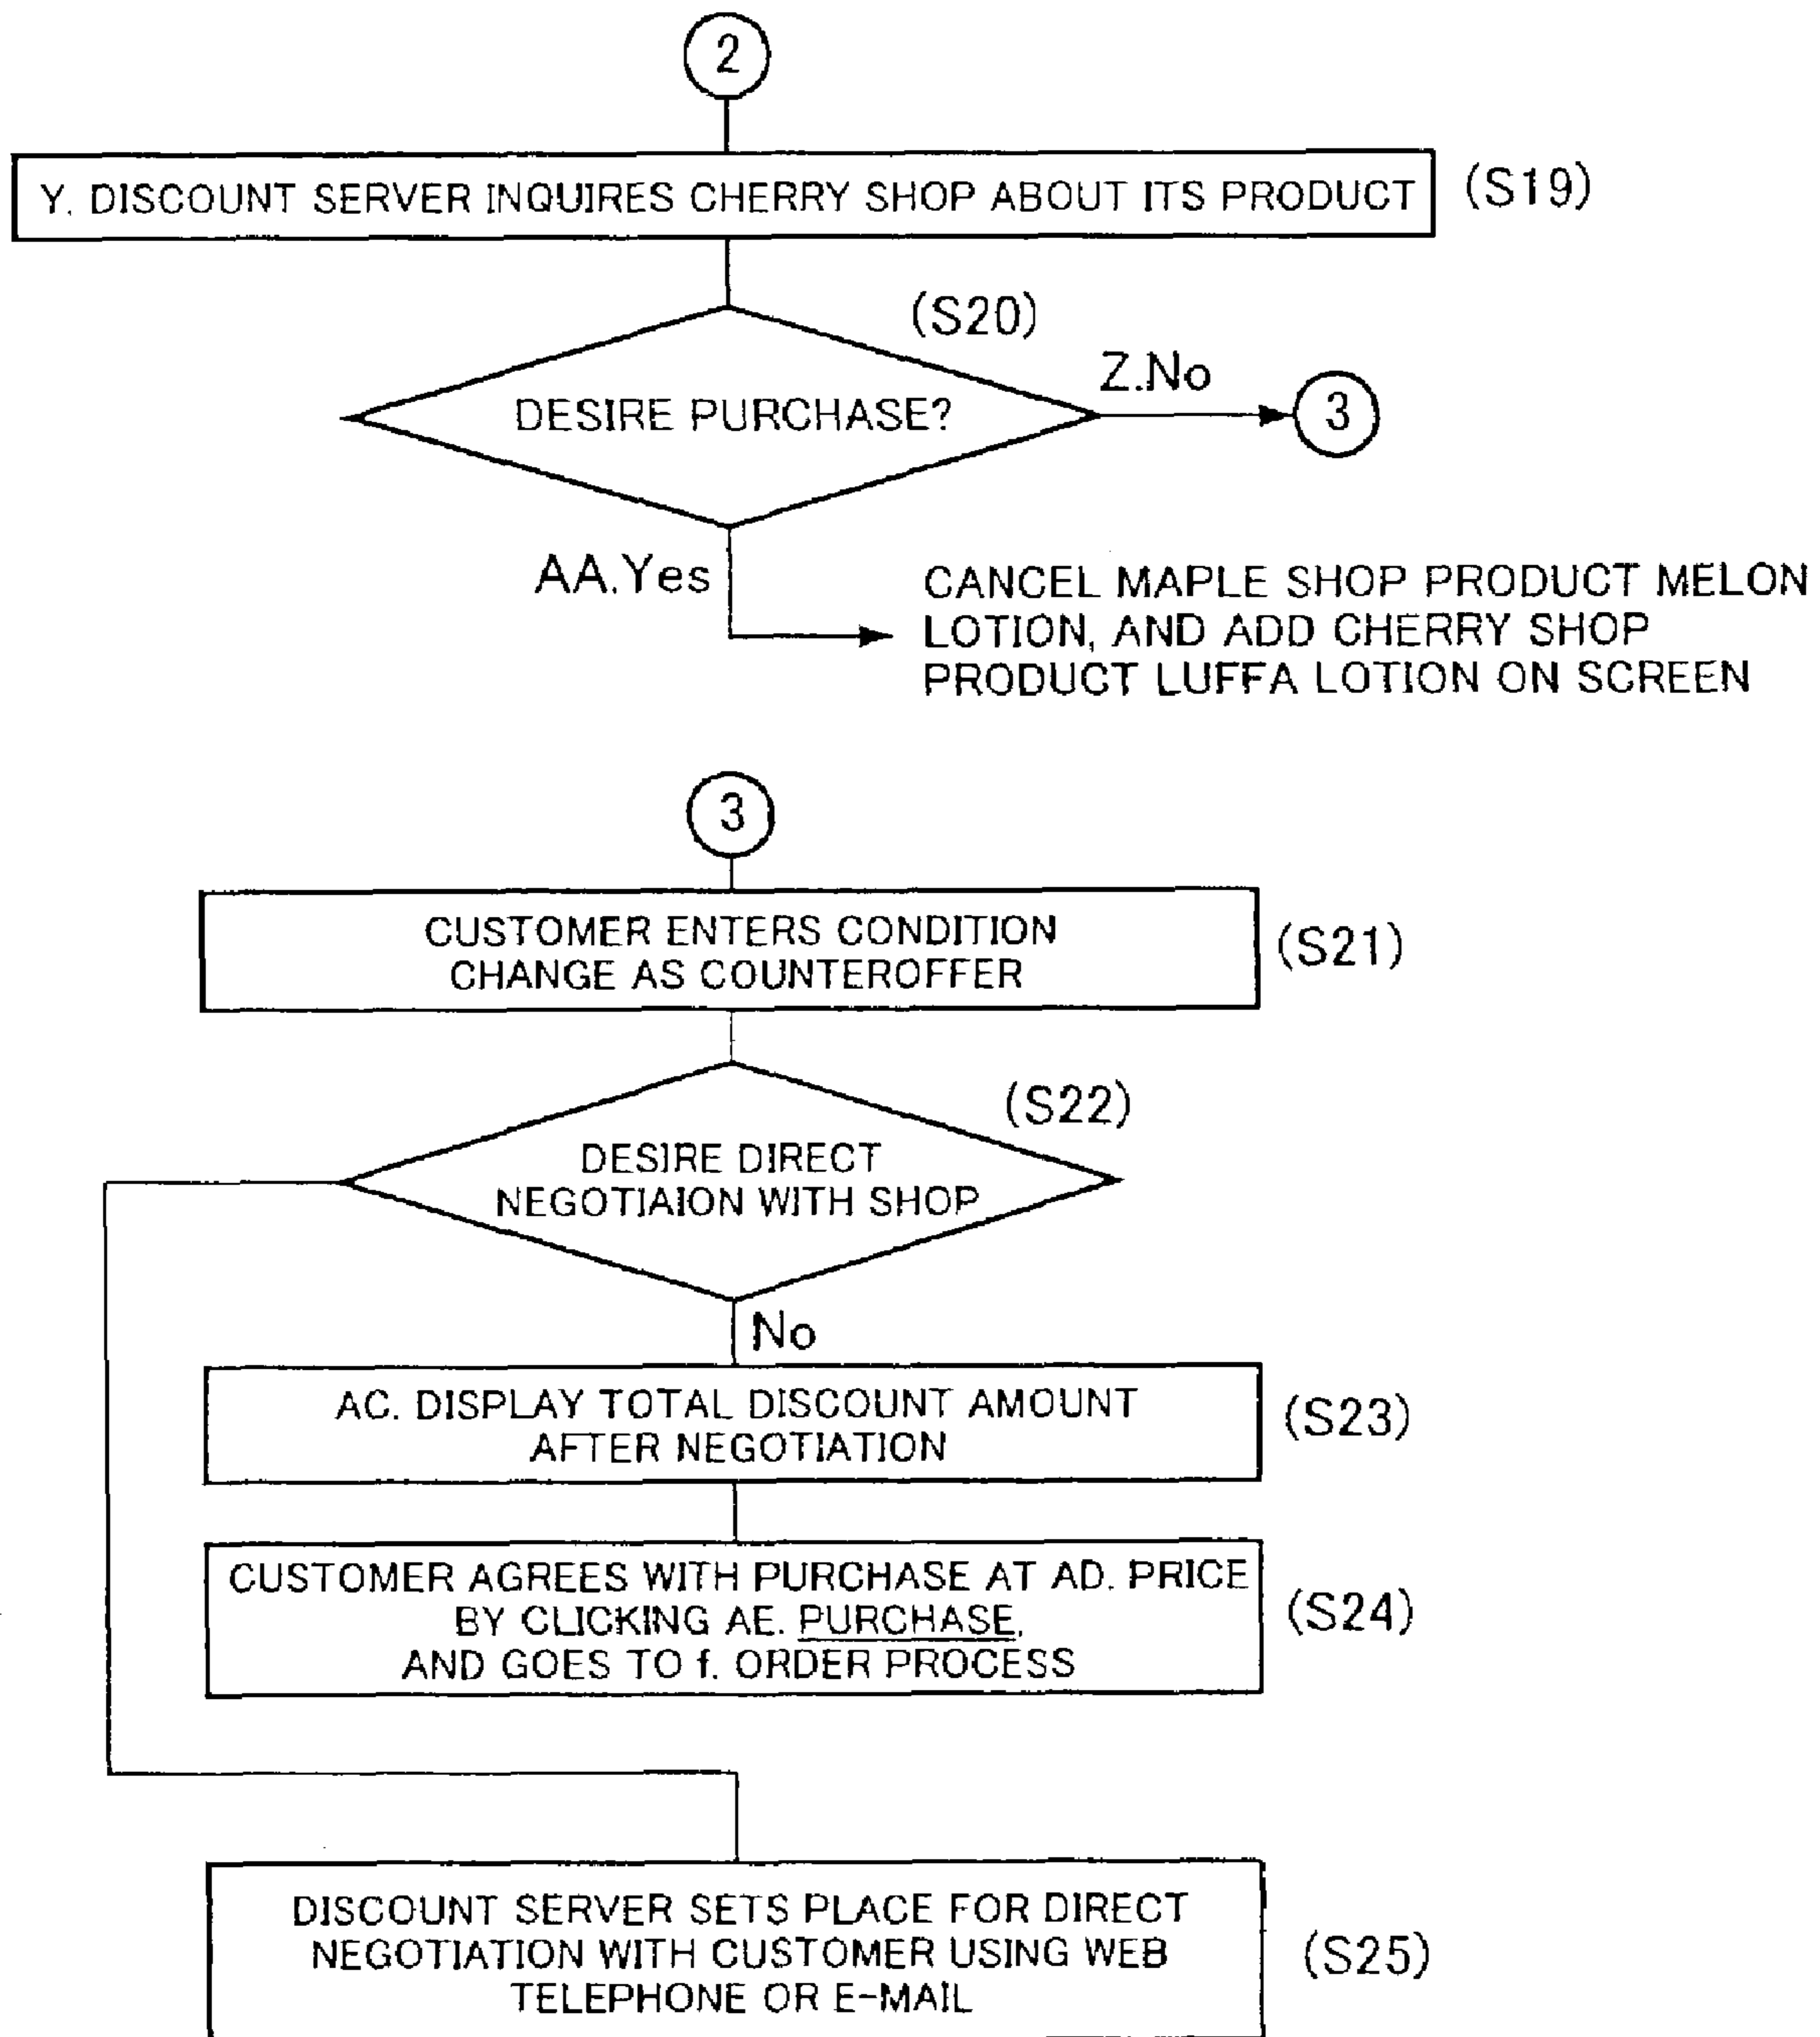 2
Y. DISCOUNT SERVER INQUIRES CHERRY SHOP ABOUT ITS PRODUCT
(S19)
(S20)
DESIRE PURCHASE?
Z.No
3
AA.Yes
CANCEL MAPLE SHOP PRODUCT MELON
LOTION, AND ADD CHERRY SHOP
PRODUCT LUFFA LOTION ON SCREEN
3
CUSTOMER ENTERS CONDITION
CHANGE AS COUNTEROFFER
(S21)
(S22)
DESIRE DIRECT
NEGOTIAION WITH SHOP
No
AC. DISPLAY TOTAL DISCOUNT AMOUNT
AFTER NEGOTIATION
(S23)
CUSTOMER AGREES WITH PURCHASE AT AD. PRICE
BY CLICKING AE. PURCHASE,
AND GOES TO f. ORDER PROCESS
(S24)
DISCOUNT SERVER SETS PLACE FOR DIRECT
NEGOTIATION WITH CUSTOMER USING WEB
TELEPHONE OR E-MAIL
(S25)